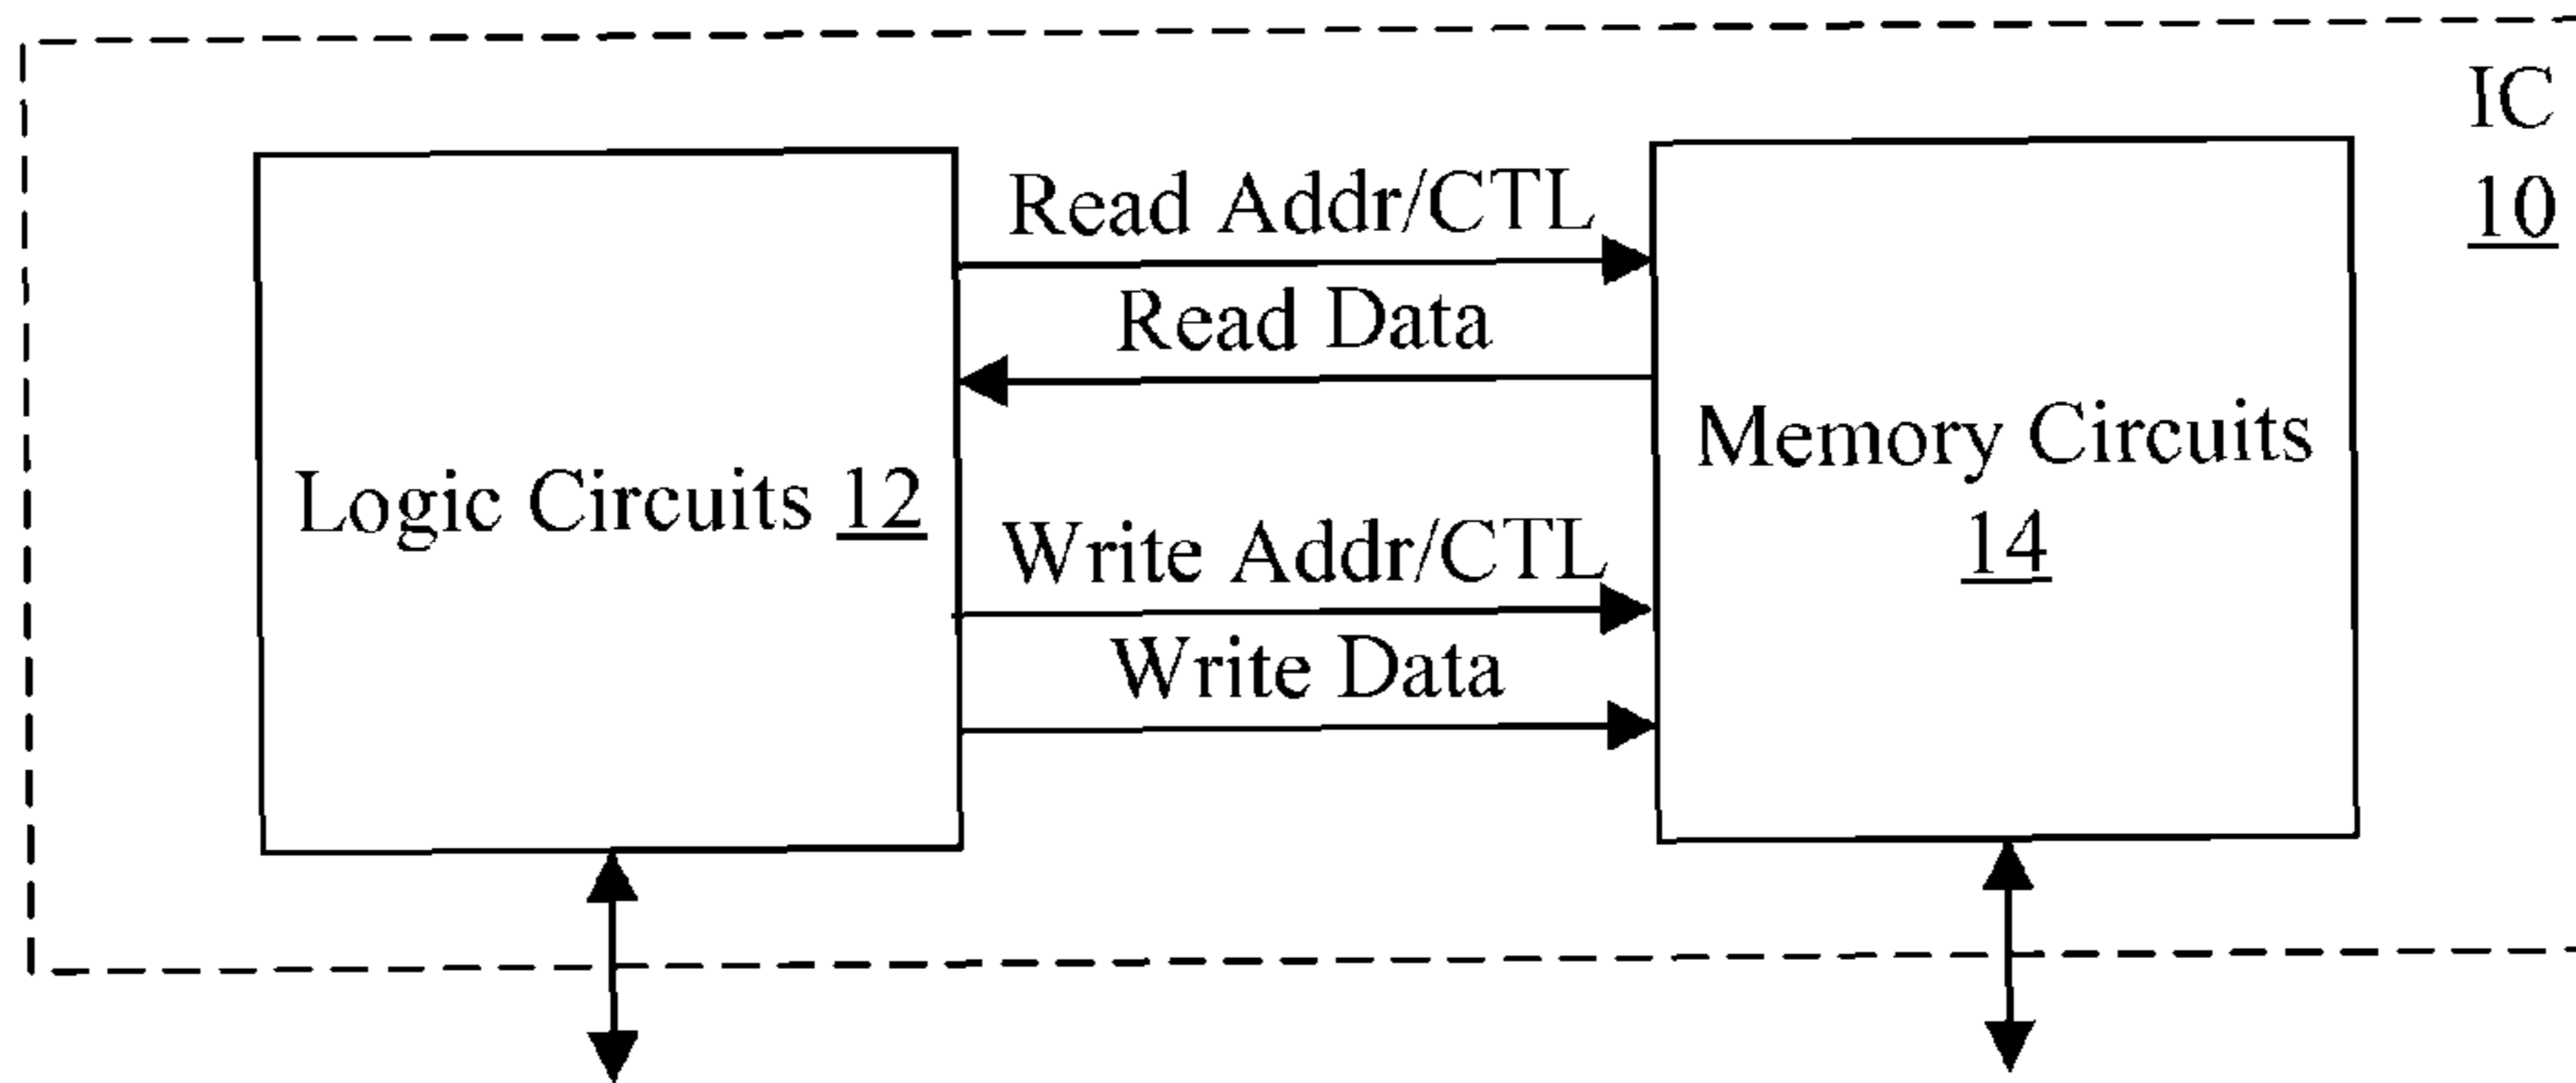 IC
10
Read Addr/CTL
Read Data
Logic Circuits 12
Memory Circuits
14
Write Addr/CTL
Write Data